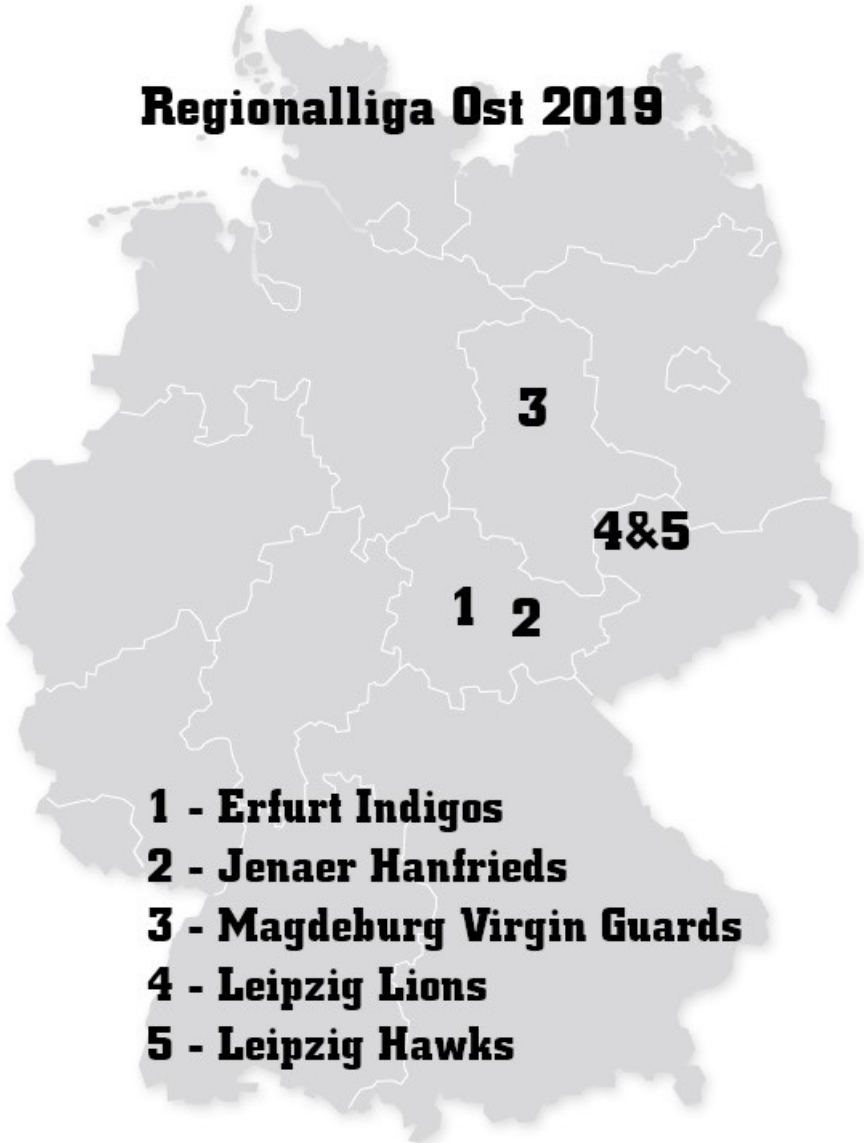 Regionalliga Ost 2019
3
4&5
1
2
1 - Erfurt Indigos
2 - Jenaer Hanfrieds
3 - Magdeburg Virgin Guards
4 - Leipzig Lions
5 - Leipzig Hawks